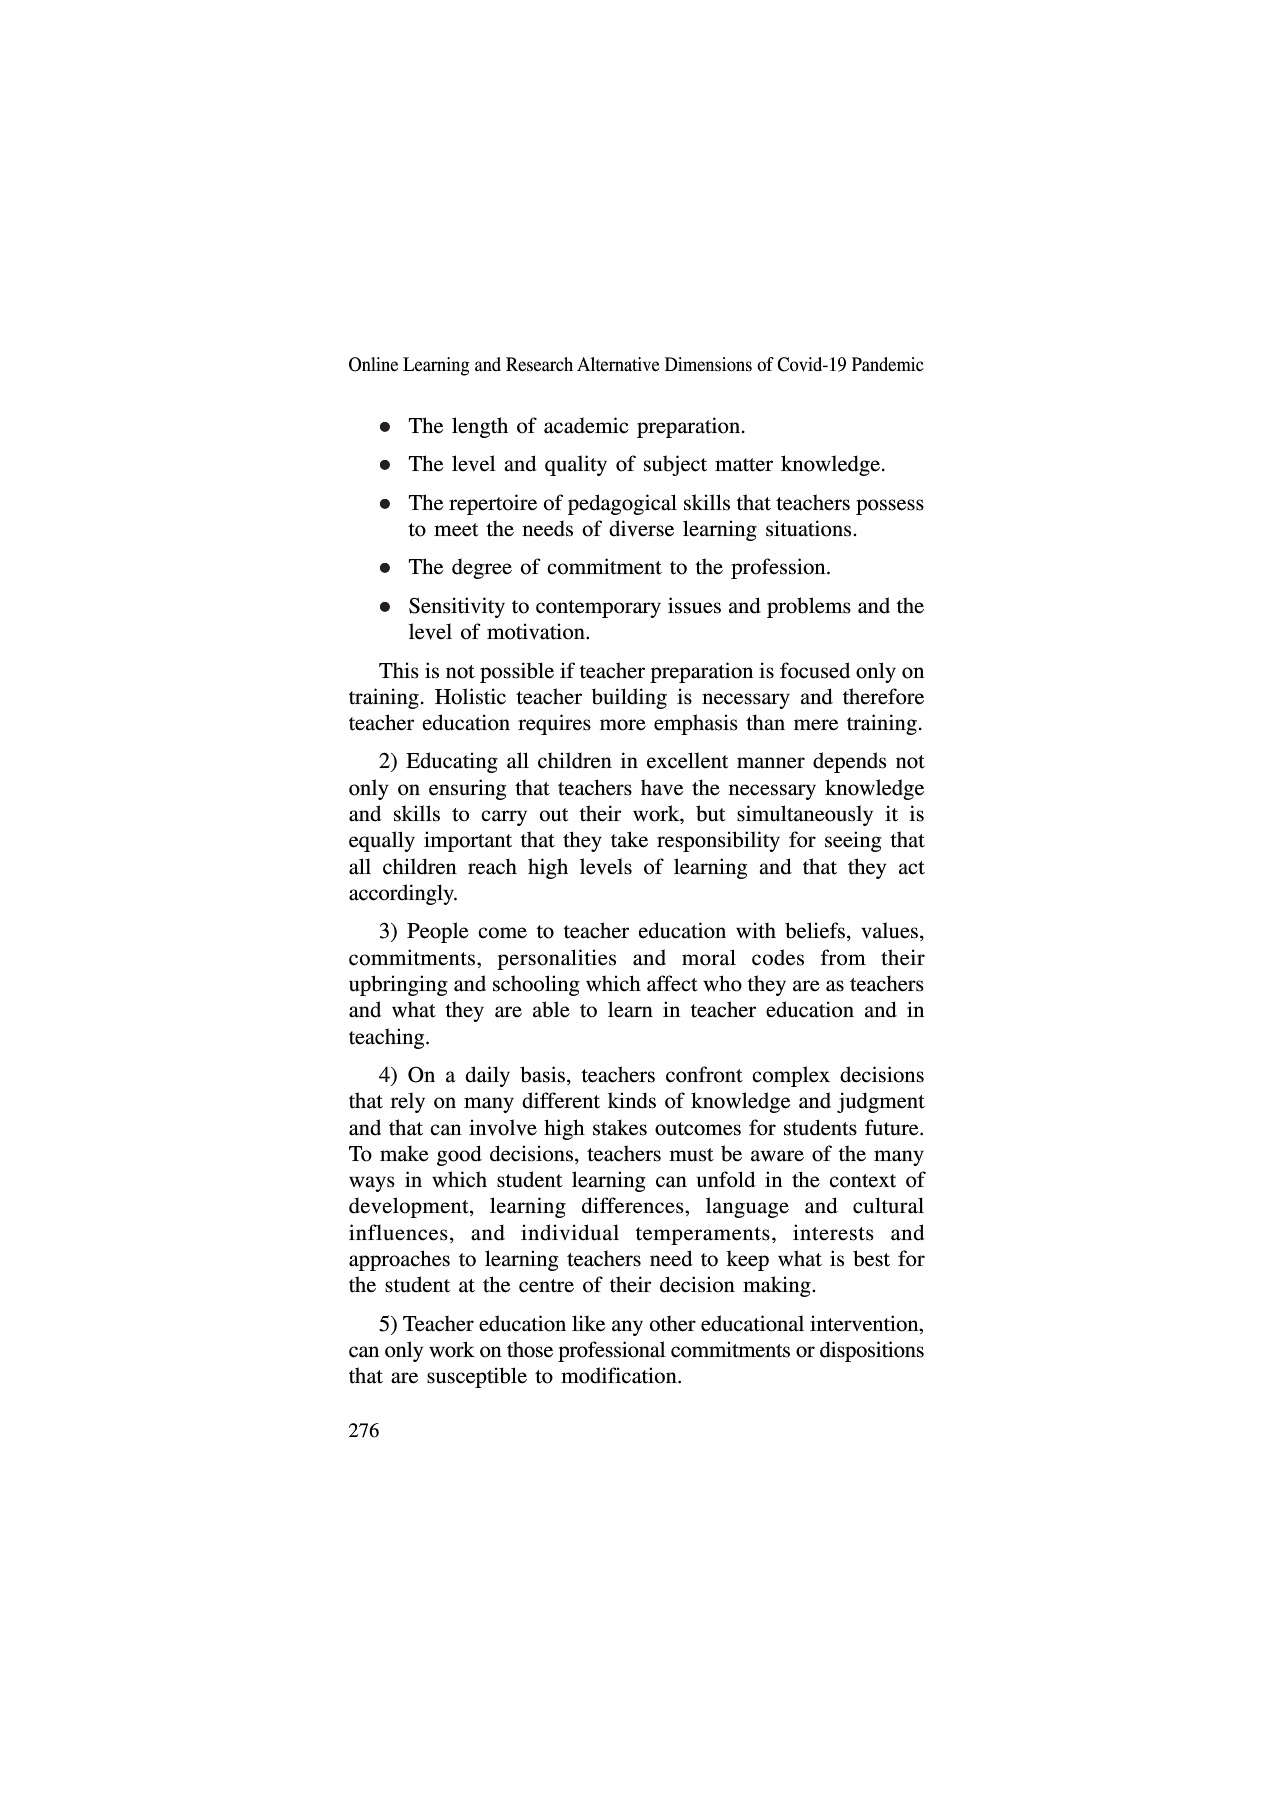 Online Learning and Research Alternative Dimensions of Covid-19 Pandemic
● The length of academic preparation.
● The level and quality of subject matter knowledge.
● The repertoire of pedagogical skills that teachers possess
to meet the needs of diverse learning situations.
● The degree of commitment to the profession.
● Sensitivity to contemporary issues and problems and the
level of motivation.
This is not possible if teacher preparation is focused only on
training. Holistic teacher building is necessary and therefore
teacher education requires more emphasis than mere training.
2) Educating all children in excellent manner depends not
only on ensuring that teachers have the necessary knowledge
and skills to carry out their work, but simultaneously it is
equally important that they take responsibility for seeing that
all children reach high levels of learning and that they act
accordingly.
3) People come to teacher education with beliefs, values,
commitments, personalities and moral codes from their
upbringing and schooling which affect who they are as teachers
and what they are able to learn in teacher education and in
teaching.
4) On a daily basis, teachers confront complex decisions
that rely on many different kinds of knowledge and judgment
and that can involve high stakes outcomes for students future.
To make good decisions, teachers must be aware of the many
ways in which student learning can unfold in the context of
development, learning differences, language and cultural
influences, and individual temperaments, interests and
approaches to learning teachers need to keep what is best for
the student at the centre of their decision making.
5) Teacher education like any other educational intervention,
can only work on those professional commitments or dispositions
that are susceptible to modification.
276